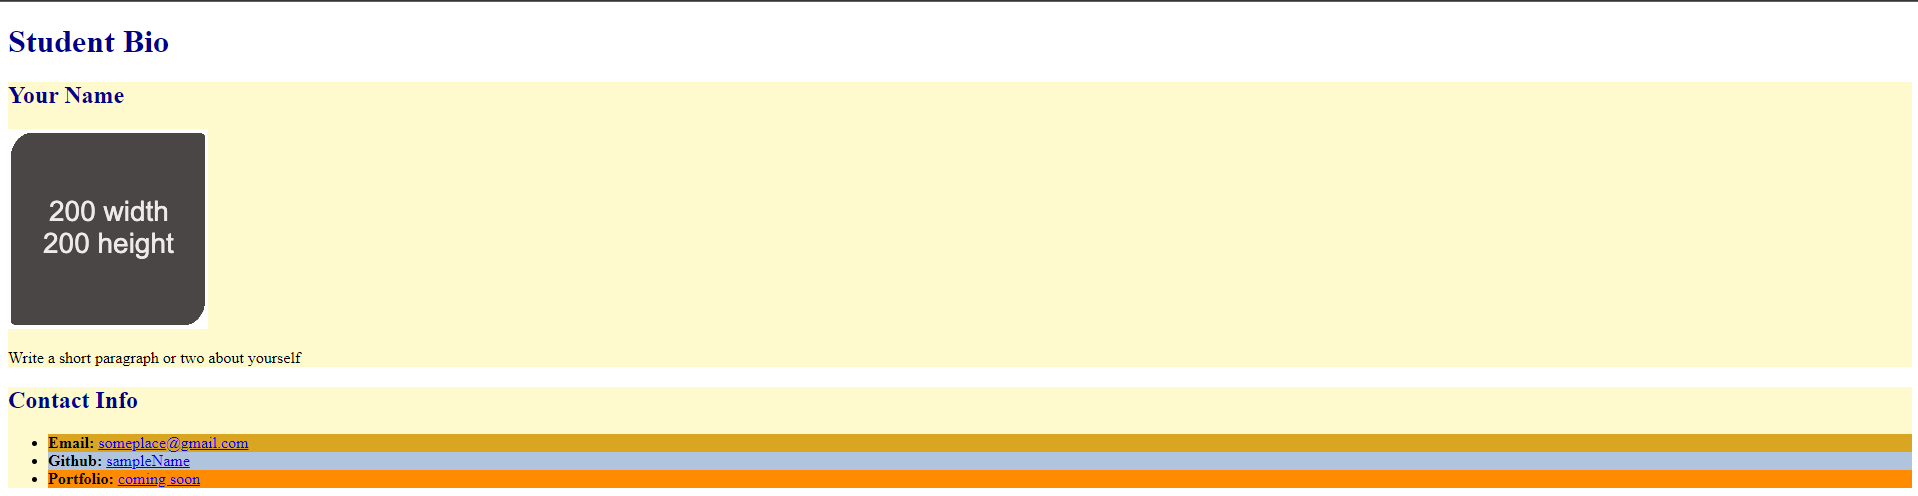 Student Bio
Your Name
200 width
200 height
Write a short paragraph or two about yourself
Contact Info
Email: someplace@gmail.com
Github: sampleName
Portfolio: coming soon